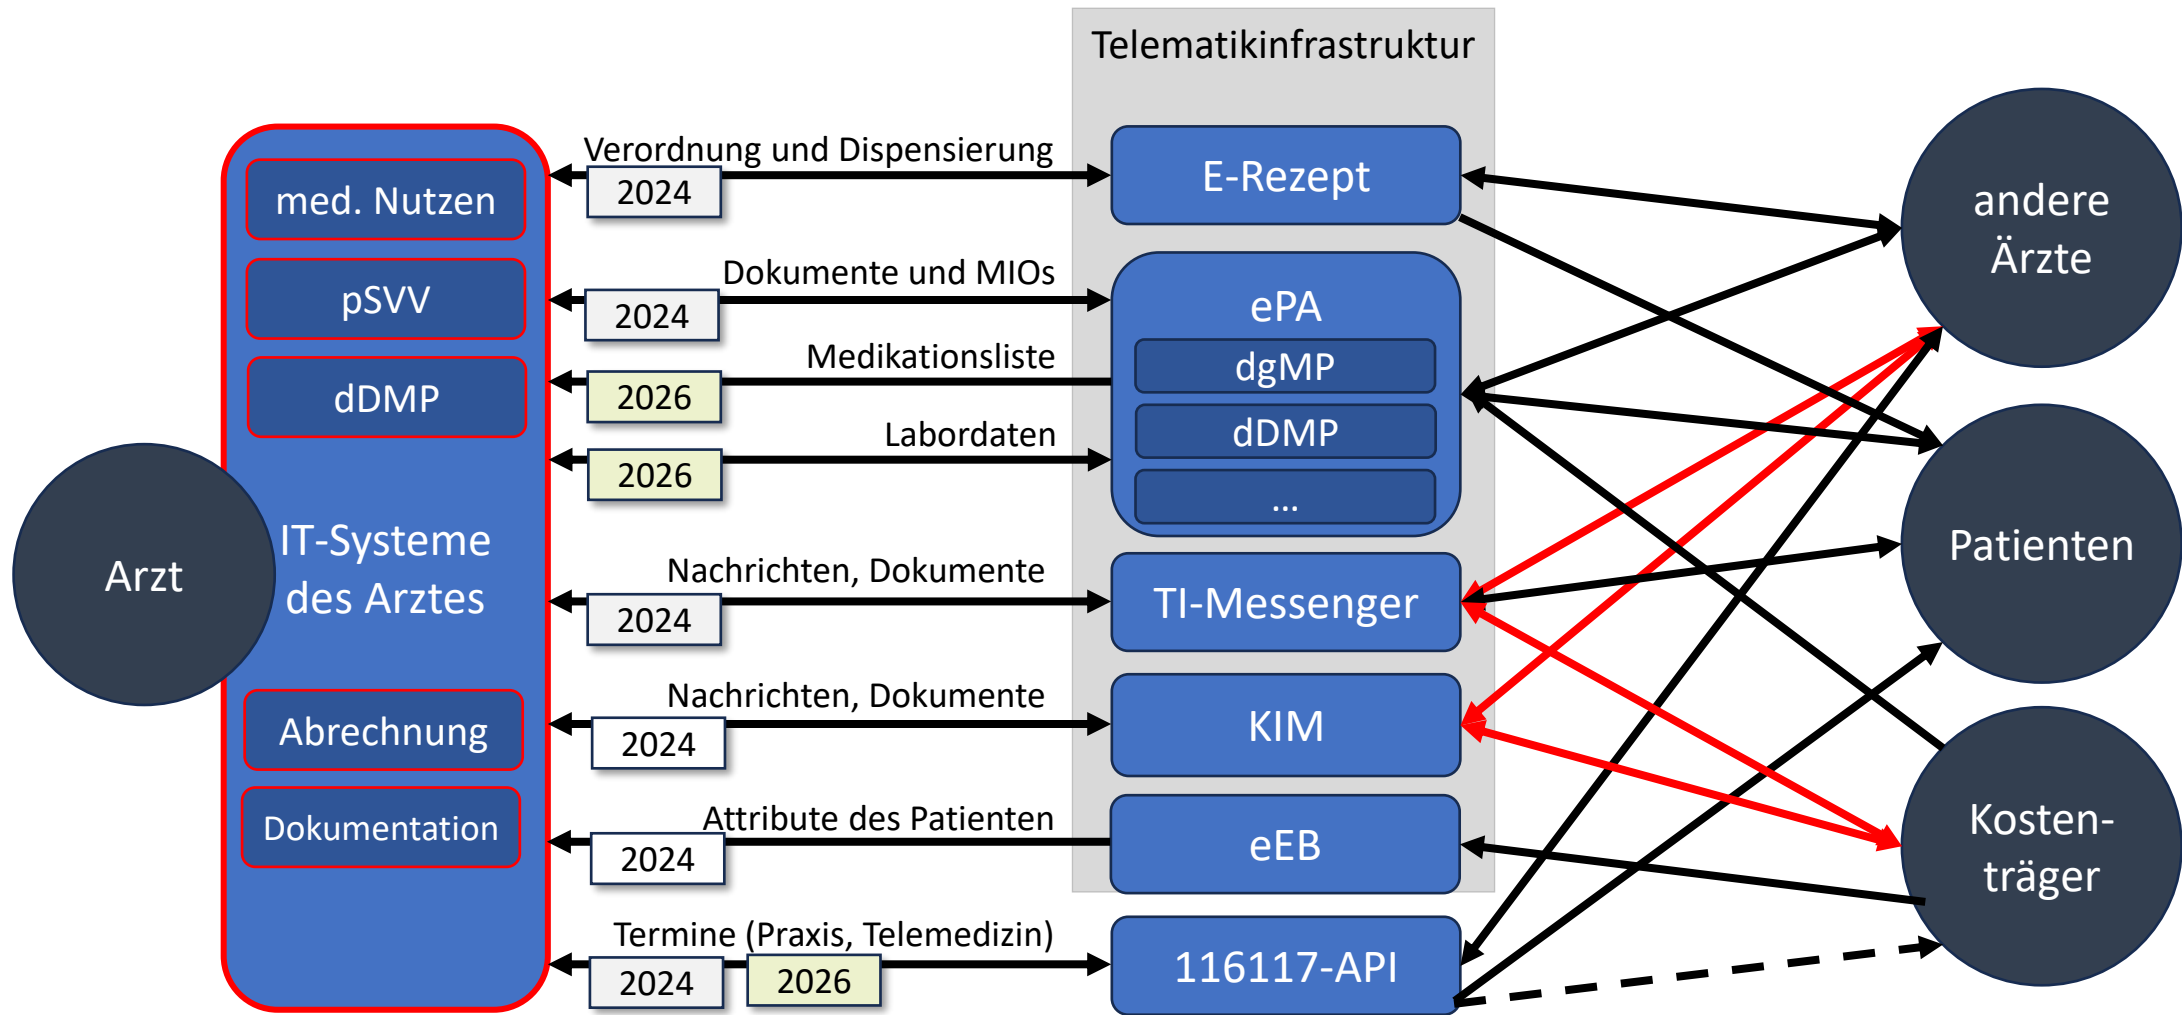 Telematikinfrastruktur
Arzt
IT-Systeme
des Arztes
med. Nutzen
pSVV
dDMP
Abrechnung
Dokumentation
Verordnung und Dispensierung
2024
Dokumente und MIOs
2024
Medikationsliste
2026
Labordaten
2026
Nachrichten, Dokumente
2024
Nachrichten, Dokumente
2024
Attribute des Patienten
2024
Termine (Praxis, Telemedizin)
2024
2026
E-Rezept
ePA
dgMP
dDMP
...
TI-Messenger
KIM
eEB
116117-API
andere
Ärzte
Patienten
Kosten-
träger